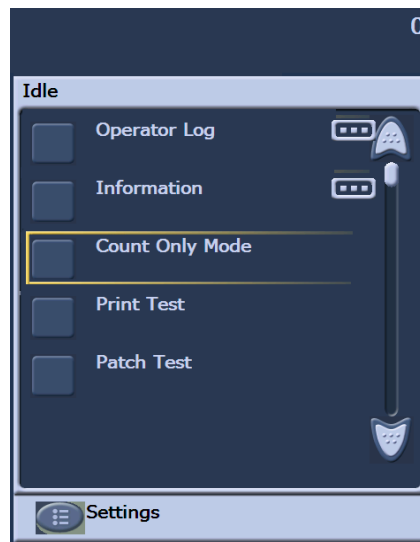 Idle
Operator Log
Information
Count Only Mode
Print Test
Patch Test
Settings